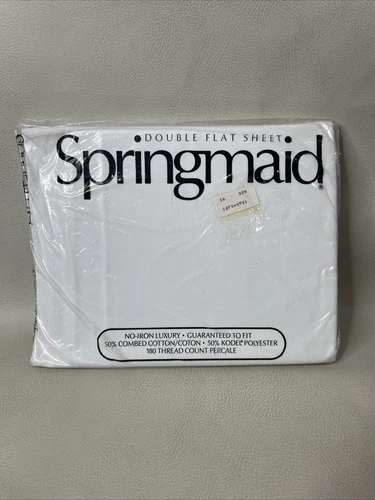 DOUBLE FLAT SHEET
Springmaid
NO-IRON LUXURY • GUARANTEED TO FIT
50% COMBED COTTON/COTON • 50% KODEL® POLYESTER
180 THREAD COUNT PERCALE